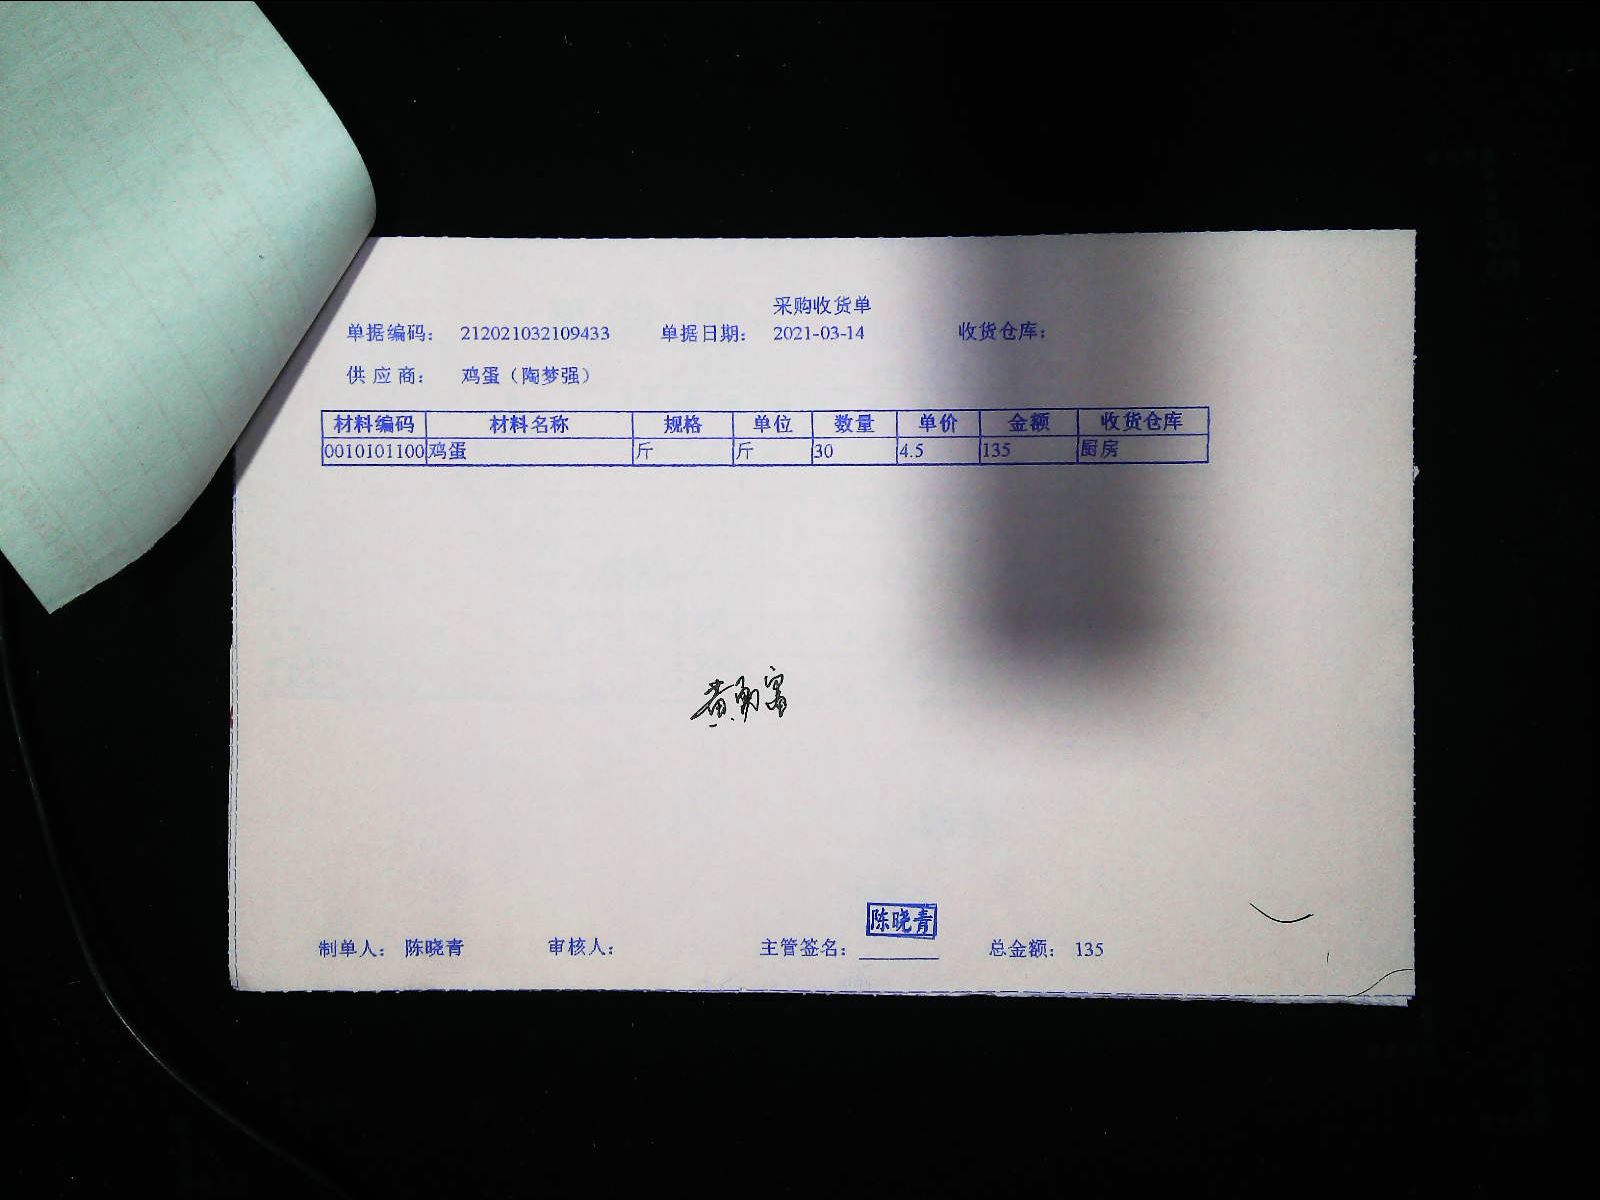 采购收货单
单据编码： 212021032109433 单据日期： 2021-03-14 收货仓库：
供应商： 鸡蛋（陶梦强）
材料编码 材料名称 规格 单位 数量 单价 金额 收货仓库
0010101100 鸡蛋 斤 斤 30 4.5 135 厨房
陈晓青
制单人： 陈晓青 审核人： 主管签名： 总金额： 135